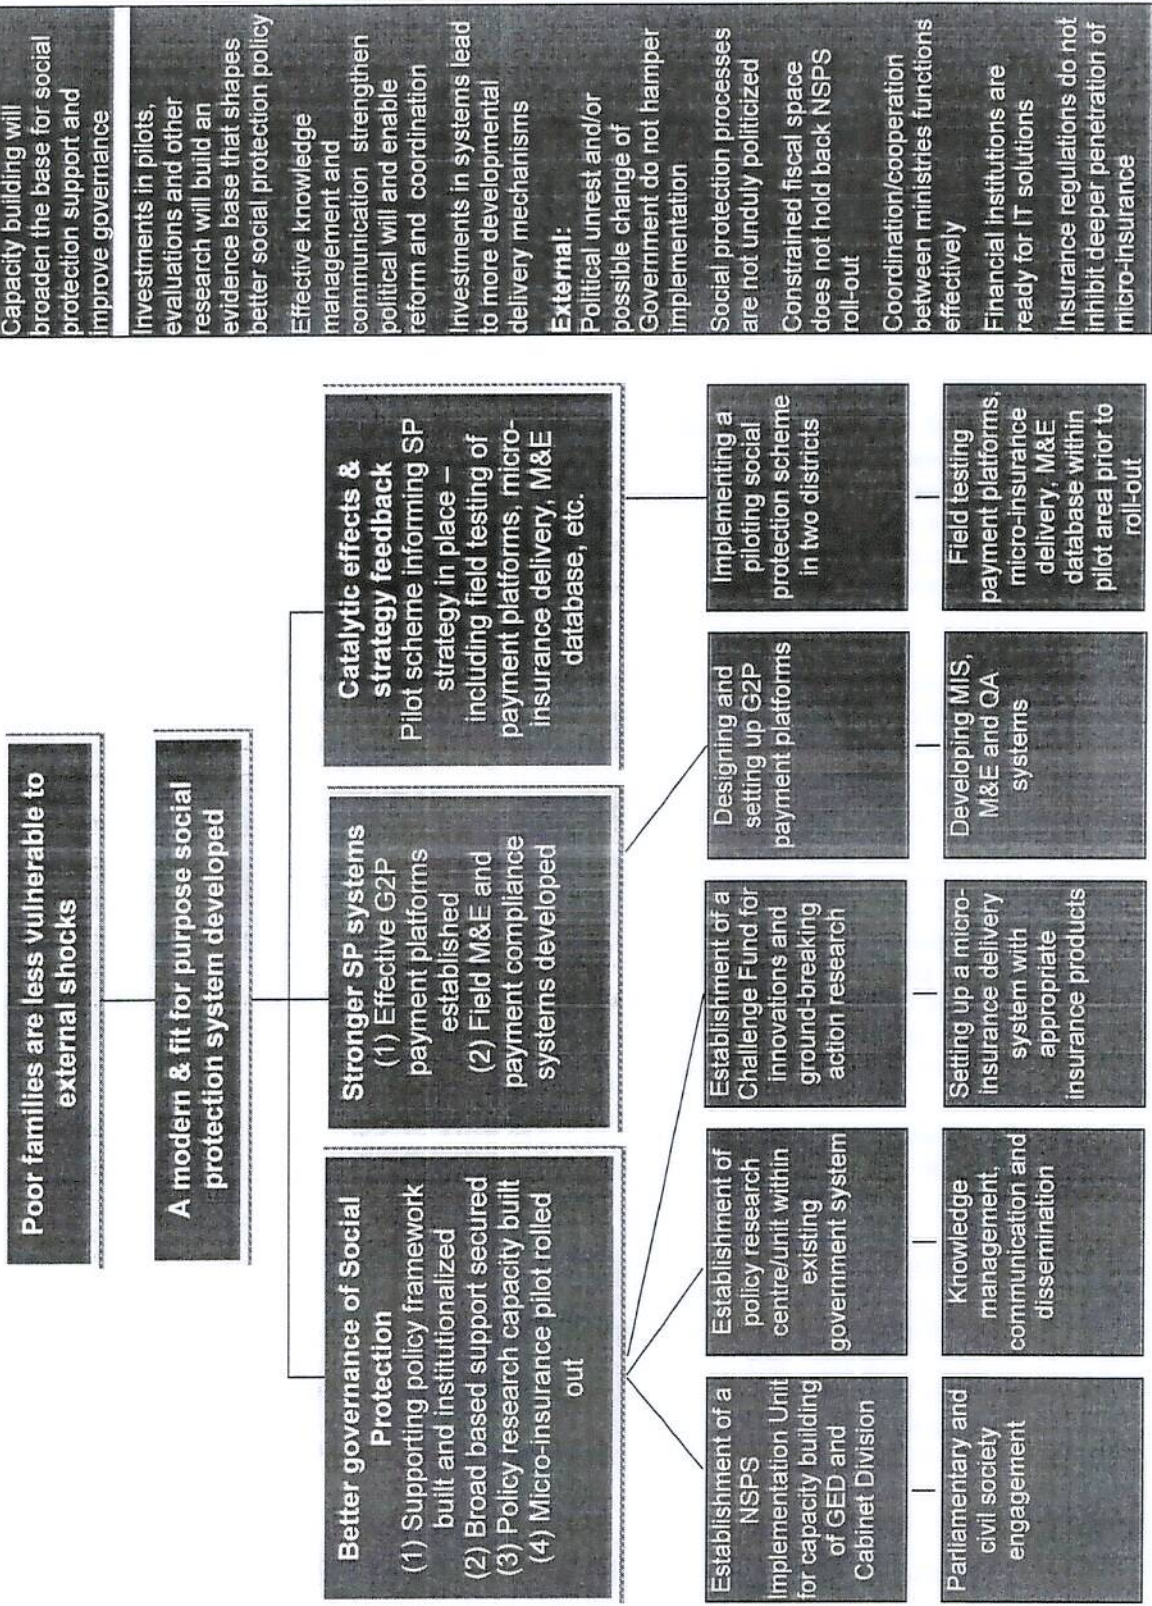 Poor families are less vulnerable to
external shocks
A modern & fit for purpose social
protection system developed
Better governance of Social
Protection
(1) Supporting policy framework
built and institutionalized
(2) Broad based support secured
(3) Policy research capacity built
(4) Micro-insurance pilot rolled
out
Stronger SP systems
(1) Effective G2P
payment platforms
established
(2) Field M&E and
payment compliance
systems developed
Catalytic effects &
strategy feedback
Pilot scheme informing SP
strategy in place –
including field testing of
payment platforms, micro-
insurance delivery, M&E
database, etc.
Establishment of a
NSPS
Implementation Unit
for capacity building
of GED and
Cabinet Division
Establishment of
policy research
centre/unit within
existing
government system
Establishment of a
Challenge Fund for
innovations and
ground-breaking
action research
Designing and
setting up G2P
payment platforms
Implementing a
piloting social
protection scheme
in two districts
Parliamentary and
civil society
engagement
Knowledge
management,
communication and
dissemination
Setting up a micro-
insurance delivery
system with
appropriate
insurance products
Developing MIS,
M&E and QA
systems
Field testing
payment platforms,
micro-insurance
delivery, M&E
database within
pilot area prior to
roll-out
Capacity building will
broaden the base for social
protection support and
improve governance
Investments in pilots,
evaluations and other
research will build an
evidence base that shapes
better social protection policy
Effective knowledge
management and
communication strengthen
political will and enable
reform and coordination
Investments in systems lead
to more developmental
delivery mechanisms
External:
Political unrest and/or
possible change of
Government do not hamper
implementation
Social protection processes
are not unduly politicized
Constrained fiscal space
does not hold back NSPS
roll-out
Coordination/cooperation
between ministries functions
effectively
Financial Institutions are
ready for IT solutions
Insurance regulations do not
inhibit deeper penetration of
micro-insurance